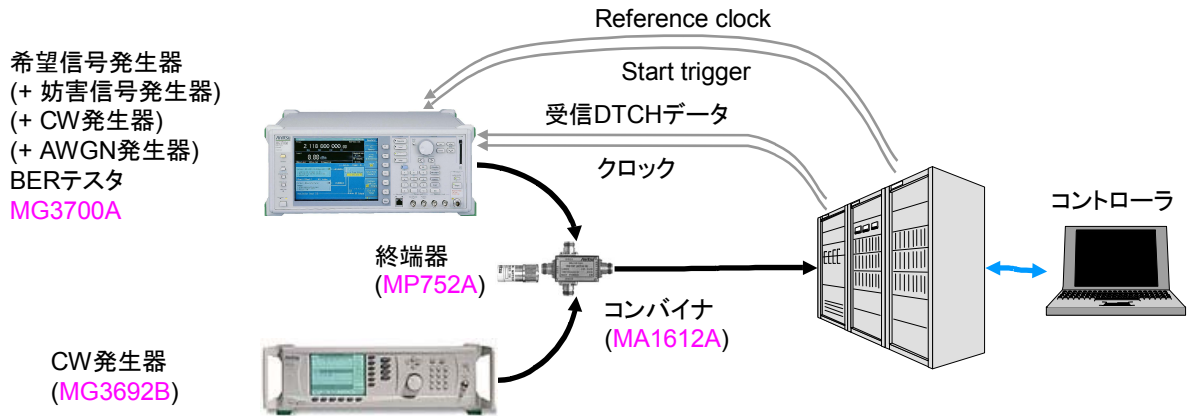 Reference clock
Start trigger
希望信号発生器
(+ 妨害信号発生器)
(+ CW発生器)
(+ AWGN発生器)
BERテスタ
MG3700A
受信DTCHデータ
クロック
コントローラ
終端器
(MP752A)
コンバイナ
(MA1612A)
CW発生器
(MG3692B)